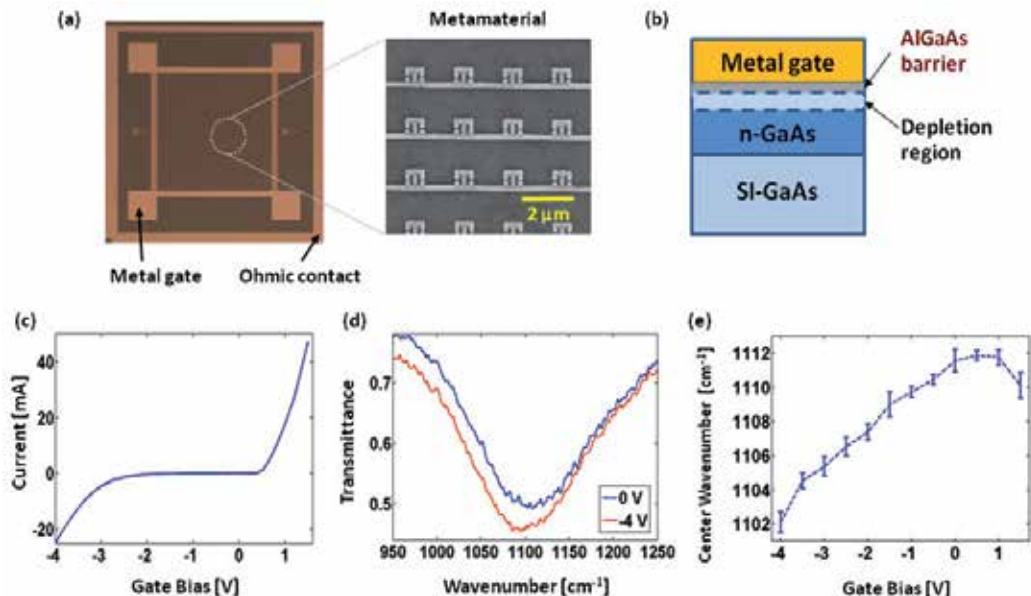 (a)
Metamaterial
2 μm
Metal gate
Ohmic contact
(b)
Metal gate
n-GaAs
SI-GaAs
AlGaAs
barrier
Depletion
region
(c)
Current [mA]
40
20
0
-20
-4
-3
-2
-1
0
1
Gate Bias [V]
(d)
Transmittance
0.7
0.6
0.5
0 V
-4 V
950
1000
1050
1100
1150
1200
1250
Wavenumber [cm⁻¹]
(e)
Center Wavenumber [cm⁻¹]
1112
1110
1108
1106
1104
1102
-4
-3
-2
-1
0
1
Gate Bias [V]